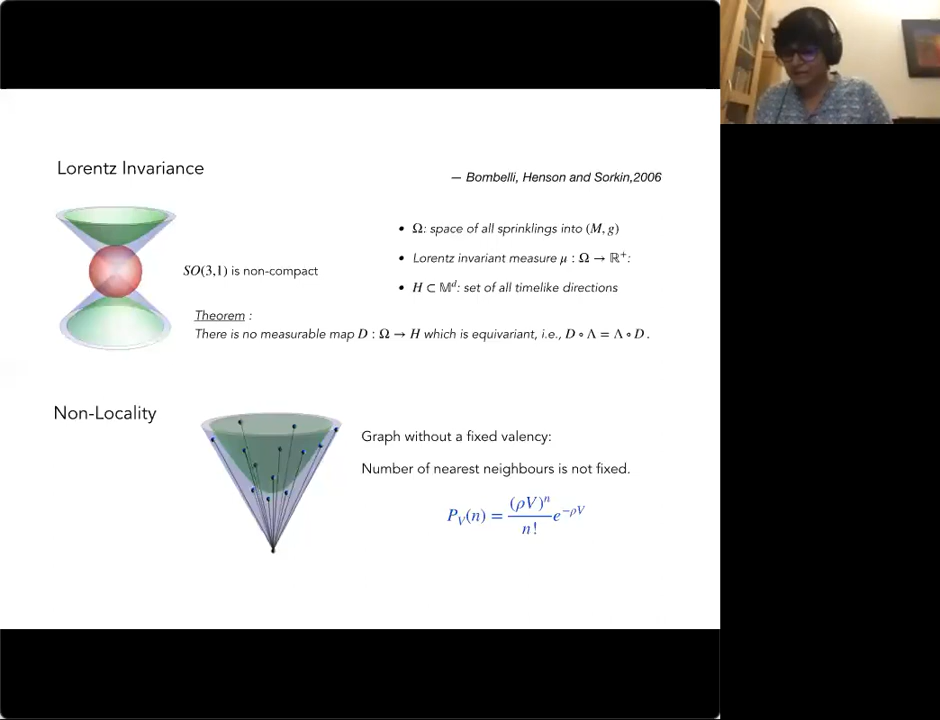 Lorentz Invariance
— Bombelli, Henson and Sorkin,2006
• Ω: space of all sprinklings into (M, g)
SO(3,1) is non-compact
• Lorentz invariant measure μ : Ω → ℝ⁺:
• H ⊂ 𝕄ᵈ: set of all timelike directions
Theorem :
There is no measurable map D : Ω → H which is equivariant, i.e., D ∘ Λ = Λ ∘ D .
Non-Locality
Graph without a fixed valency:
Number of nearest neighbours is not fixed.
P_V(n) = (ρV)ⁿ / n! e^{−ρV}